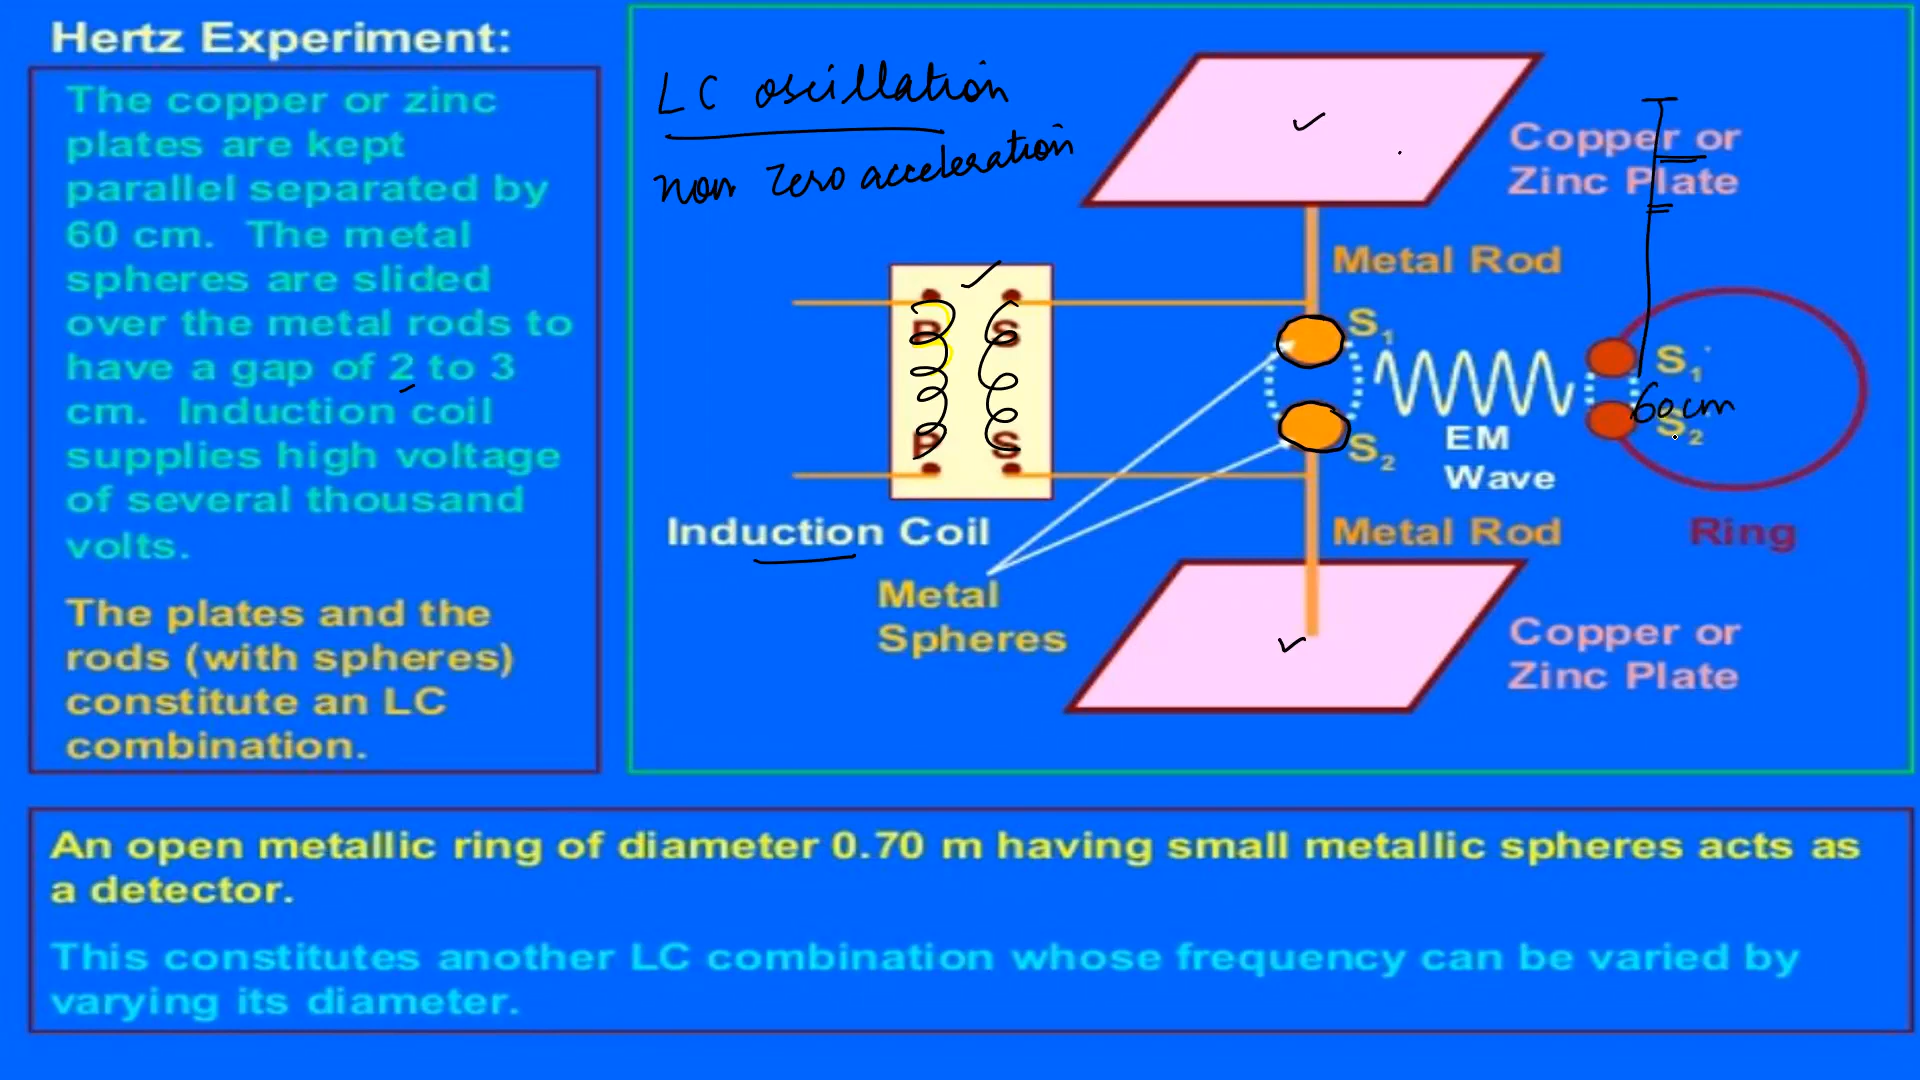 Hertz Experiment:
The copper or zinc
plates are kept
parallel separated by
60 cm. The metal
spheres are slided
over the metal rods to
have a gap of 2 to 3
cm. Induction coil
supplies high voltage
of several thousand
volts.
The plates and the
rods (with spheres)
constitute an LC
combination.
LC oscillation
non zero acceleration
Copper or
Zinc Plate
Metal Rod
P S
P S
S1
S2
EM
Wave
S1'
60cm
S2
Ring
Induction Coil
Metal Rod
Metal
Spheres
Copper or
Zinc Plate
An open metallic ring of diameter 0.70 m having small metallic spheres acts as
a detector.
This constitutes another LC combination whose frequency can be varied by
varying its diameter.